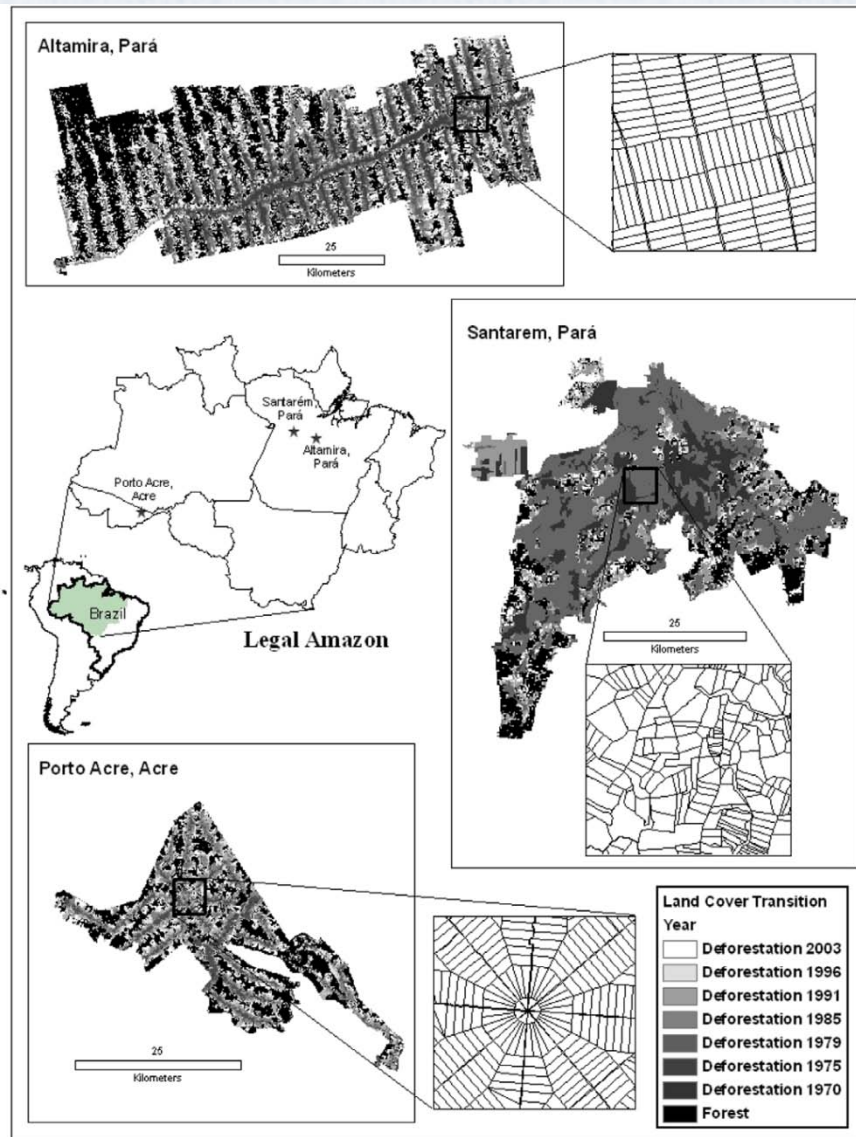 Altamira, Pará
25
Kilometers
Santarem, Pará
25
Kilometers
Santarém,
Pará
Altamira,
Pará
Porto Acre,
Acre
Brazil
Legal Amazon
Porto Acre, Acre
25
Kilometers
Land Cover Transition
Year
Deforestation 2003
Deforestation 1996
Deforestation 1991
Deforestation 1985
Deforestation 1979
Deforestation 1975
Deforestation 1970
Forest